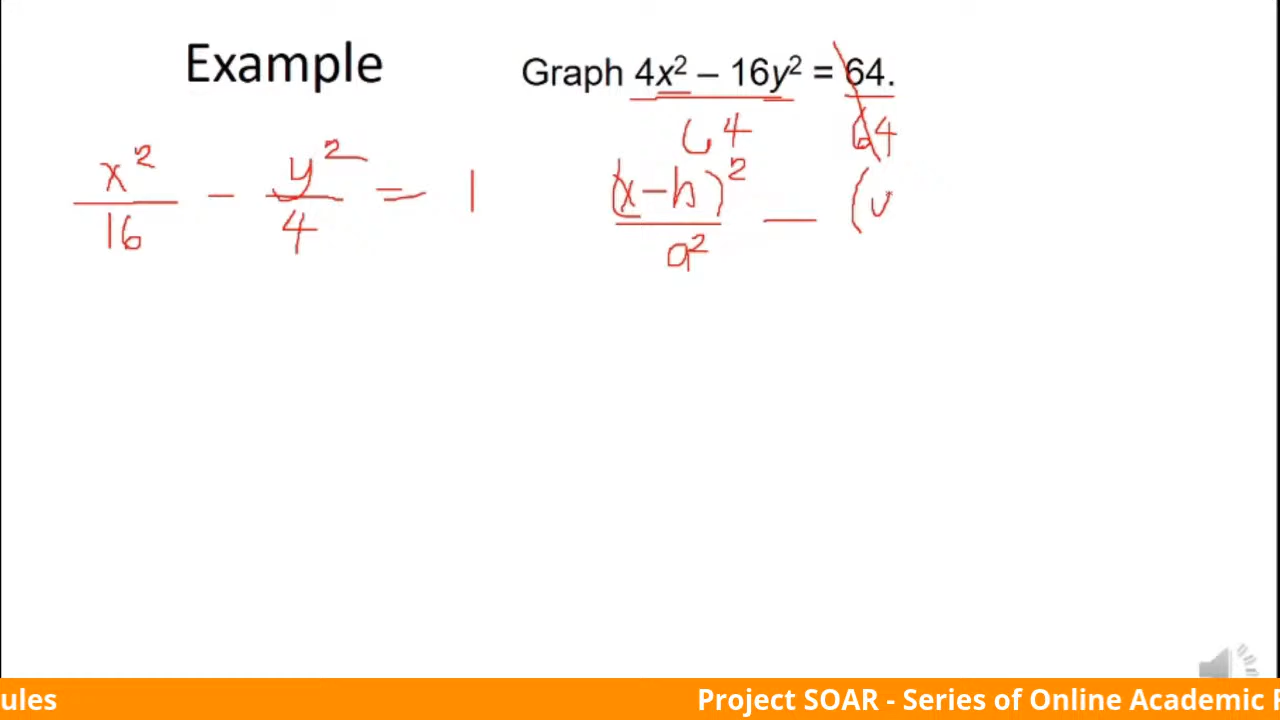 Example
Graph 4x² – 16y² = 64.
64 64
x²/16 - y²/4 = 1
(x-h)²/a² - (
ules
Project SOAR - Series of Online Academic